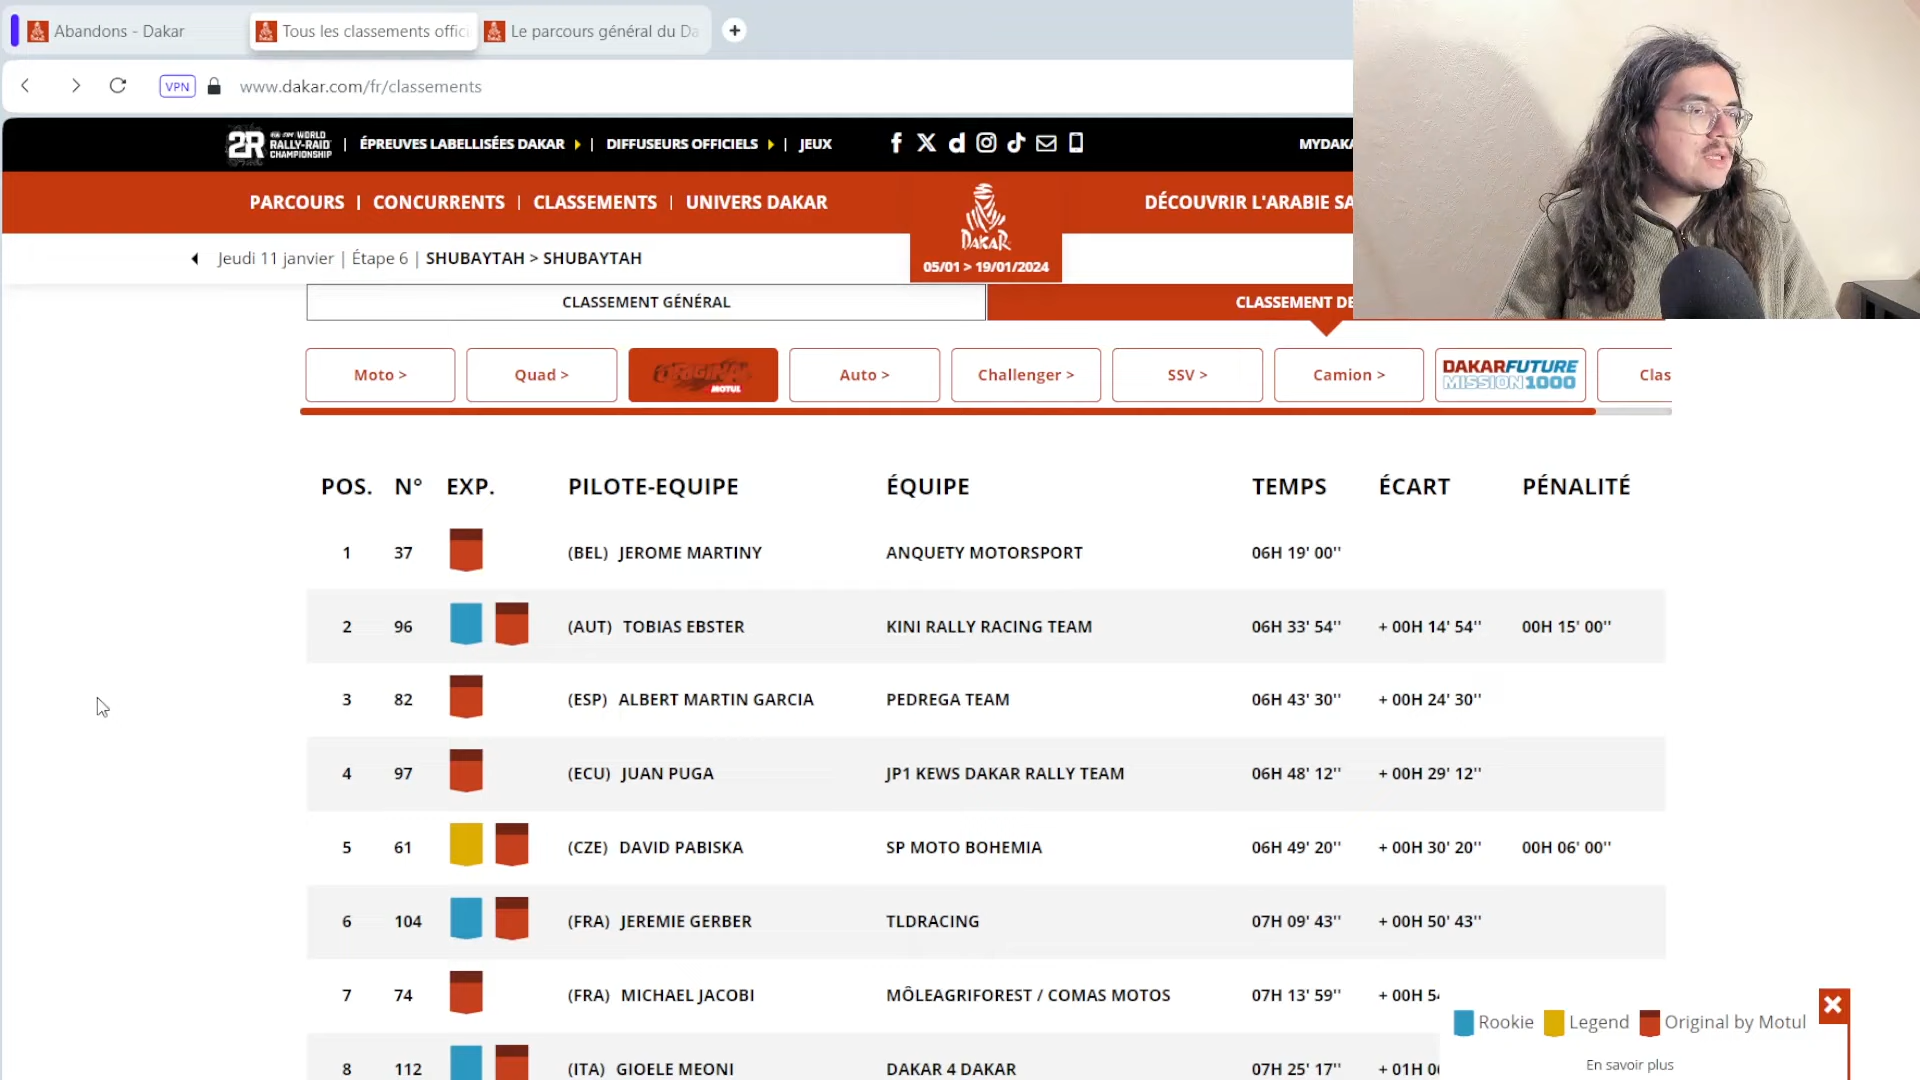 Abandons - Dakar
Tous les classements offici
Le parcours général du Da
VPN
www.dakar.com/fr/classements
2R WORLD RALLY-RAID CHAMPIONSHIP | ÉPREUVES LABELLISÉES DAKAR | DIFFUSEURS OFFICIELS | JEUX
MYDAKA
PARCOURS | CONCURRENTS | CLASSEMENTS | UNIVERS DAKAR
DAKAR
DÉCOUVRIR L'ARABIE SA
Jeudi 11 janvier | Étape 6 | SHUBAYTAH > SHUBAYTAH
05/01 > 19/01/2024
CLASSEMENT GÉNÉRAL
CLASSEMENT DE
Moto >
Quad >
ORIGINAL MOTUL
Auto >
Challenger >
SSV >
Camion >
DAKARFUTURE MISSION1000
Clas
POS. N° EXP. PILOTE-EQUIPE ÉQUIPE TEMPS ÉCART PÉNALITÉ
1 37 (BEL) JEROME MARTINY ANQUETY MOTORSPORT 06H 19' 00''
2 96 (AUT) TOBIAS EBSTER KINI RALLY RACING TEAM 06H 33' 54'' + 00H 14' 54'' 00H 15' 00''
3 82 (ESP) ALBERT MARTIN GARCIA PEDREGA TEAM 06H 43' 30'' + 00H 24' 30''
4 97 (ECU) JUAN PUGA JP1 KEWS DAKAR RALLY TEAM 06H 48' 12'' + 00H 29' 12''
5 61 (CZE) DAVID PABISKA SP MOTO BOHEMIA 06H 49' 20'' + 00H 30' 20'' 00H 06' 00''
6 104 (FRA) JEREMIE GERBER TLDRACING 07H 09' 43'' + 00H 50' 43''
7 74 (FRA) MICHAEL JACOBI MÔLEAGRIFOREST / COMAS MOTOS 07H 13' 59'' + 00H 54
8 112 (ITA) GIOELE MEONI DAKAR 4 DAKAR 07H 25' 17'' + 01H 0
Rookie Legend Original by Motul
En savoir plus